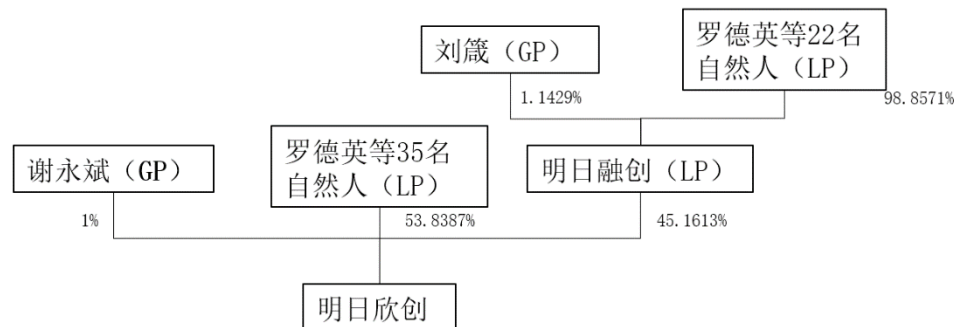 刘箴（GP）
罗德英等22名
自然人（LP）
1.1429%
98.8571%
谢永斌（GP）
罗德英等35名
自然人（LP）
明日融创（LP）
1%
53.8387%
45.1613%
明日欣创